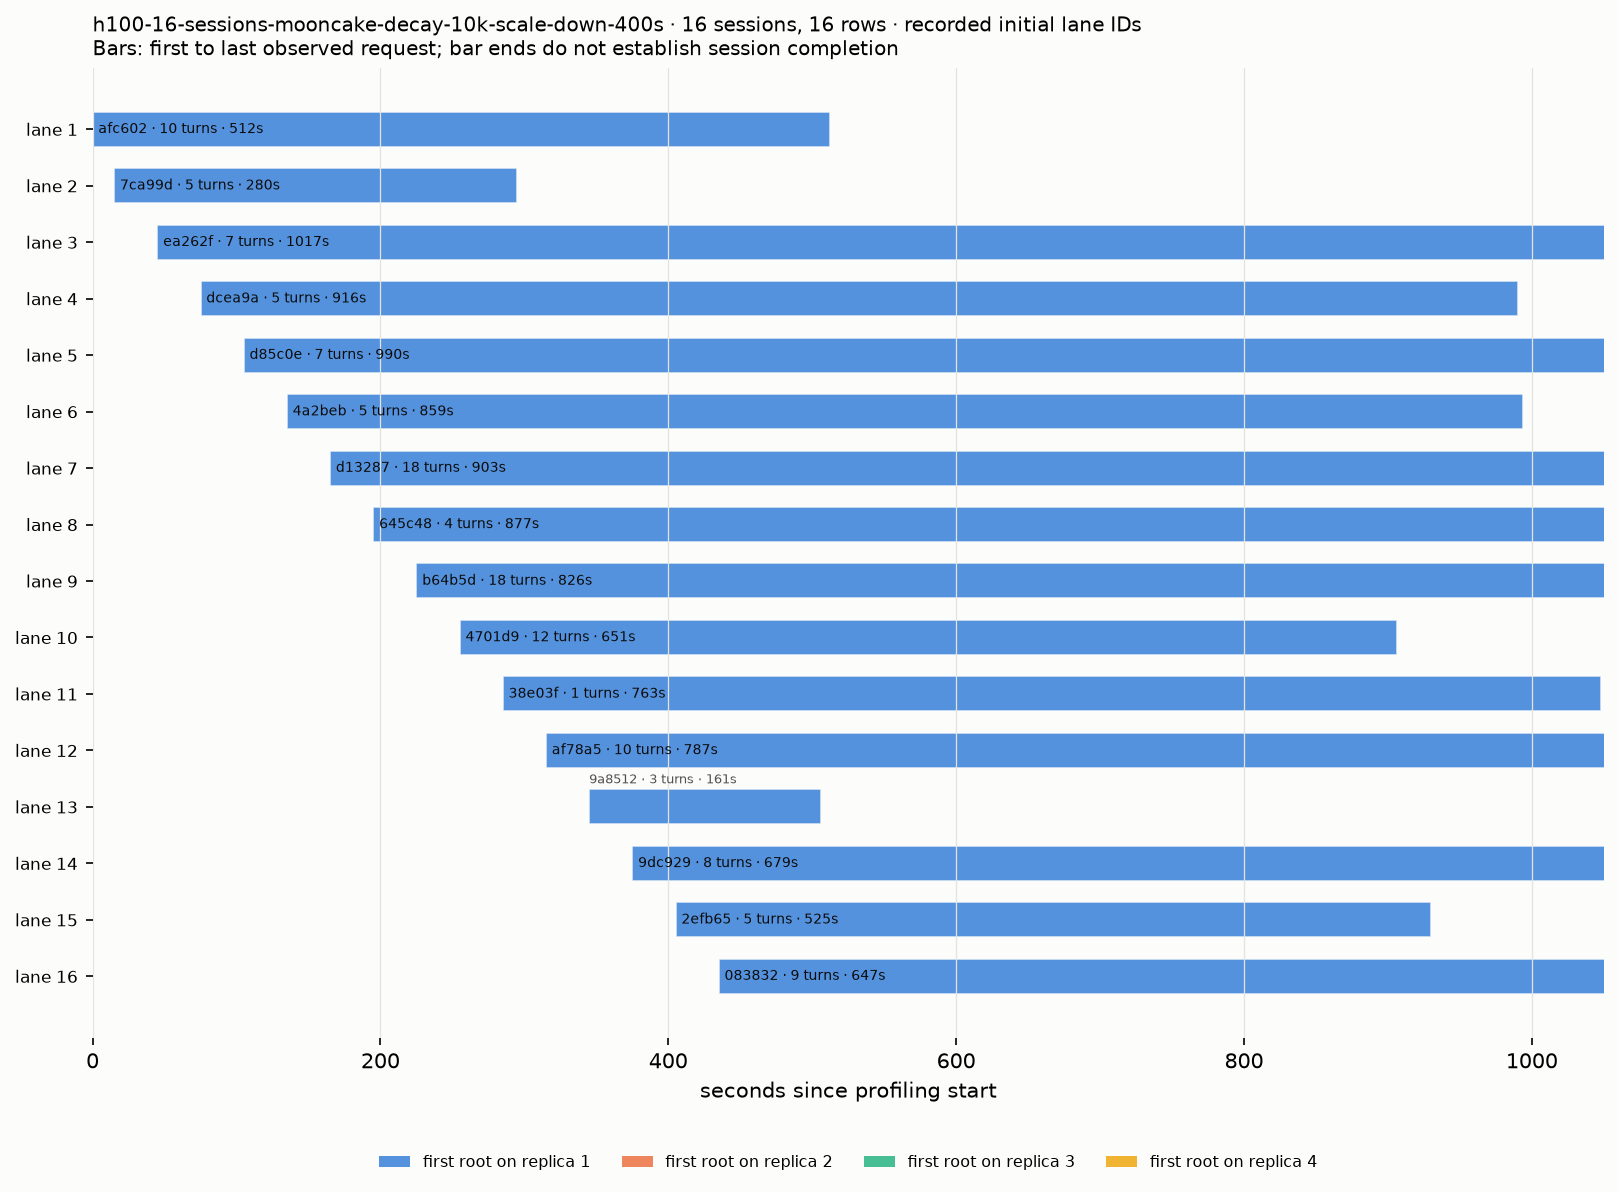 h100-16-sessions-mooncake-decay-10k-scale-down-400s · 16 sessions, 16 rows · recorded initial lane IDs
Bars: first to last observed request; bar ends do not establish session completion
lane 1
afc602 · 10 turns · 512s
lane 2
7ca99d · 5 turns · 280s
lane 3
ea262f · 7 turns · 1017s
lane 4
dcea9a · 5 turns · 916s
lane 5
d85c0e · 7 turns · 990s
lane 6
4a2beb · 5 turns · 859s
lane 7
d13287 · 18 turns · 903s
lane 8
645c48 · 4 turns · 877s
lane 9
b64b5d · 18 turns · 826s
lane 10
4701d9 · 12 turns · 651s
lane 11
38e03f · 1 turns · 763s
lane 12
af78a5 · 10 turns · 787s
9a8512 · 3 turns · 161s
lane 13
lane 14
9dc929 · 8 turns · 679s
lane 15
2efb65 · 5 turns · 525s
lane 16
083832 · 9 turns · 647s
0 200 400 600 800 1000
seconds since profiling start
first root on replica 1 first root on replica 2 first root on replica 3 first root on replica 4